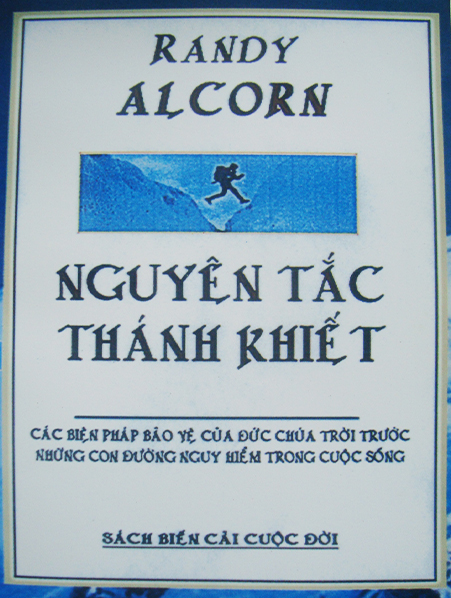 RANDY
ALCORN
NGUYÊN TẮC
THÁNH KHIẾT
CÁC BIỆN PHÁP BẢO VỆ CỦA ĐỨC CHÚA TRỜI TRƯỚC
NHỮNG CON ĐƯỜNG NGUY HIỂM TRONG CUỘC SỐNG
SÁCH BIẾN CẢI CUỘC ĐỜI